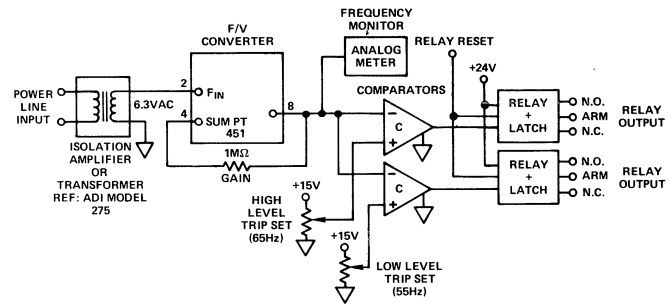 FREQUENCY
MONITOR
F/V
CONVERTER
ANALOG
METER
RELAY RESET
+24V
COMPARATORS
POWER
LINE
INPUT
6.3VAC
2
FIN
4
SUM PT
451
8
ISOLATION
AMPLIFIER
OR
TRANSFORMER
REF: ADI MODEL
275
1MΩ
GAIN
−
C
+
−
C
+
RELAY
+
LATCH
N.O.
ARM
N.C.
RELAY
OUTPUT
RELAY
+
LATCH
N.O.
ARM
N.C.
RELAY
OUTPUT
+15V
HIGH
LEVEL
TRIP SET
(65Hz)
+15V
LOW LEVEL
TRIP SET
(55Hz)